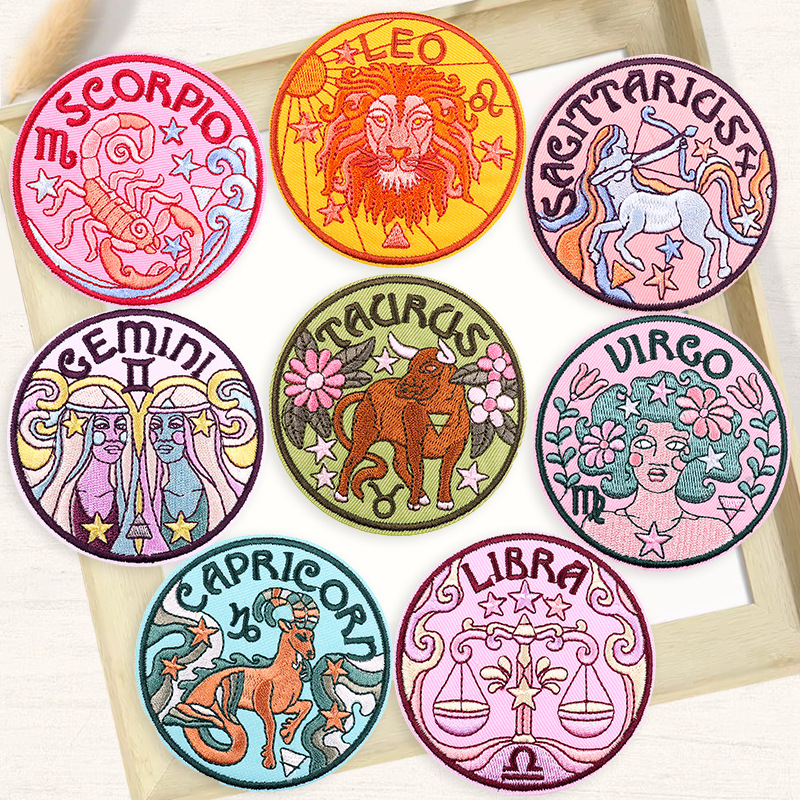 SCORPIO
♏
LEO
♌
SAGITTARIUS
♐
GEMINI
♊
TAURUS
♉
VIRGO
♍
CAPRICORN
♑
LIBRA
♎